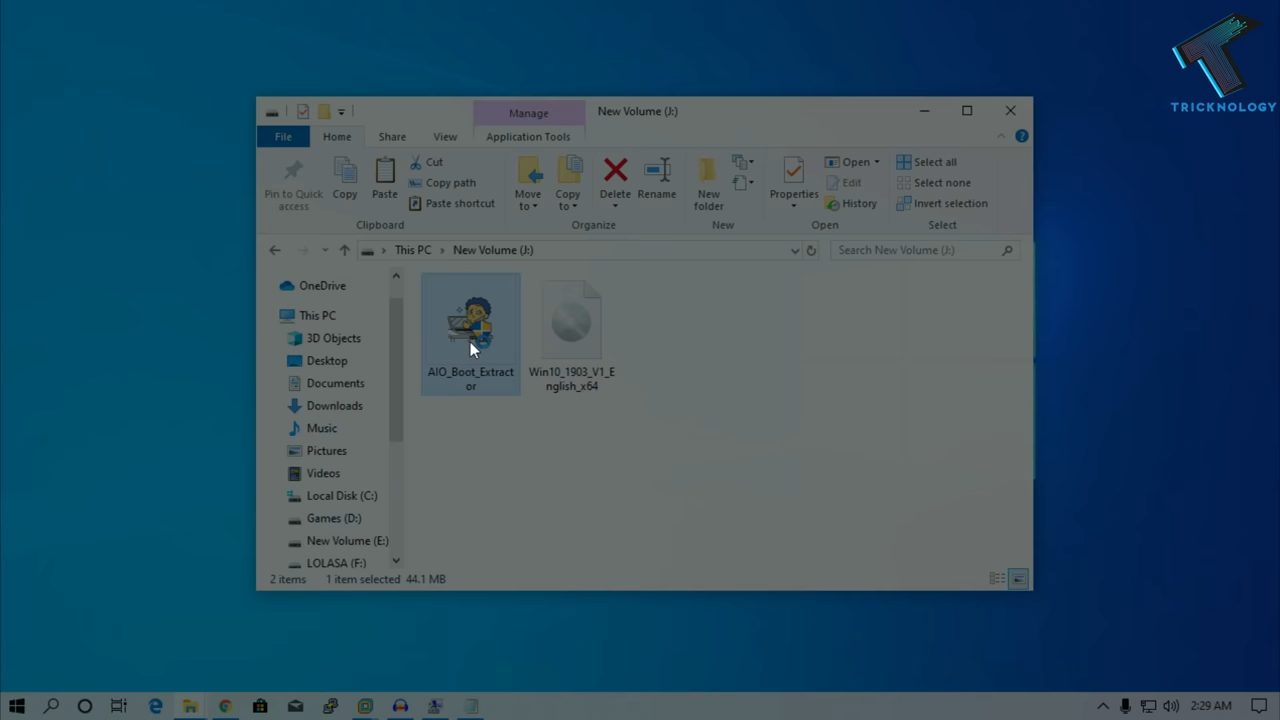 TRICKNOLOGY
Manage
New Volume (J:)
File
Home
Share
View
Application Tools
Pin to Quick
access
Copy
Paste
Cut
Copy path
Paste shortcut
Clipboard
Move
to
Copy
to
Delete
Rename
Organize
New
folder
New
Properties
Open
Edit
History
Open
Select all
Select none
Invert selection
Select
This PC
New Volume (J:)
Search New Volume (J:)
OneDrive
This PC
3D Objects
Desktop
Documents
Downloads
Music
Pictures
Videos
Local Disk (C:)
Games (D:)
New Volume (E:)
LOLASA (F:)
AIO_Boot_Extract
or
Win10_1903_V1_E
nglish_x64
2 items
1 item selected 44.1 MB
2:29 AM